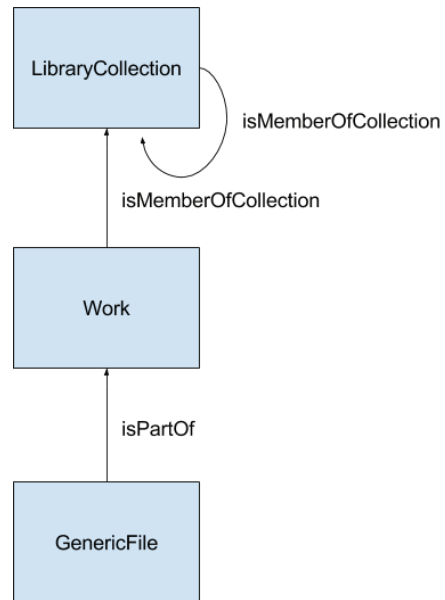 LibraryCollection
isMemberOfCollection
isMemberOfCollection
Work
isPartOf
GenericFile